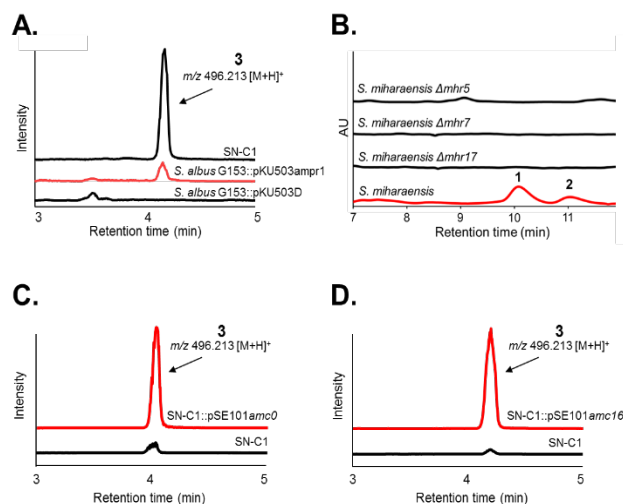 A.
3
m/z 496.213 [M+H]+
Intensity
SN-C1
S. albus G153::pKU503ampr1
S. albus G153::pKU503D
3 4 5
Retention time (min)
B.
AU
S. miharaensis Δmhr5
S. miharaensis Δmhr7
S. miharaensis Δmhr17
1 2
S. miharaensis
7 8 9 10 11
Retention time (min)
C.
3
m/z 496.213 [M+H]+
Intensity
SN-C1::pSE101amc0
SN-C1
3 4 5
Retention time (min)
D.
3
m/z 496.213 [M+H]+
Intensity
SN-C1::pSE101amc16
SN-C1
3 4 5
Retention time (min)